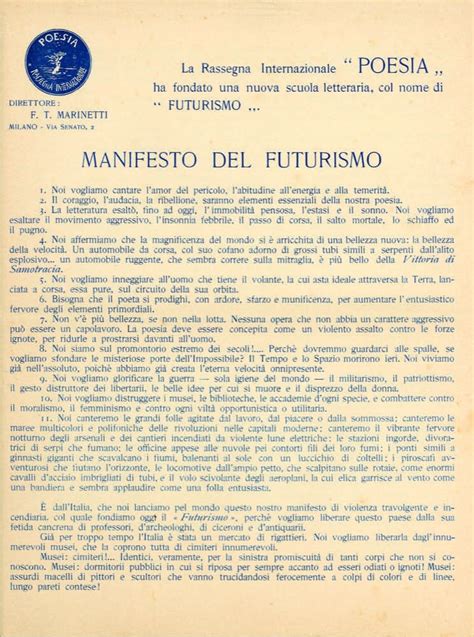 POESIA
RASSEGNA INTERNAZIONALE
DIRETTORE:
F. T. MARINETTI
MILANO - Via Senato, 2
La Rassegna Internazionale “ POESIA „
ha fondato una nuova scuola letteraria, col nome di
“ FUTURISMO „.
MANIFESTO DEL FUTURISMO
1. Noi vogliamo cantare l'amor del pericolo, l'abitudine all'energia e alla temerità.
2. Il coraggio, l'audacia, la ribellione, saranno elementi essenziali della nostra poesia.
3. La letteratura esaltò, fino ad oggi, l'immobilità pensosa, l'estasi e il sonno. Noi vogliamo
esaltare il movimento aggressivo, l'insonnia febbrile, il passo di corsa, il salto mortale, lo schiaffo ed
il pugno.
4. Noi affermiamo che la magnificenza del mondo si è arricchita di una bellezza nuova: la bellezza
della velocità. Un automobile da corsa, col suo cofano adorno di grossi tubi simili a serpenti dall'alito
esplosivo... un automobile ruggente, che sembra correre sulla mitraglia, è più bello della Vittoria di
Samotracia.
5. Noi vogliamo inneggiare all'uomo che tiene il volante, la cui asta ideale attraversa la Terra, lan-
ciata a corsa, essa pure, sul circuito della sua orbita.
6. Bisogna che il poeta si prodighi, con ardore, sfarzo e munificenza, per aumentare l'entusiastico
fervore degli elementi primordiali.
7. Non v'è più bellezza, se non nella lotta. Nessuna opera che non abbia un carattere aggressivo
può essere un capolavoro. La poesia deve essere concepita come un violento assalto contro le forze
ignote, per ridurle a prostrarsi davanti all'uomo.
8. Noi siamo sul promontorio estremo dei secoli!.... Perchè dovremmo guardarci alle spalle, se
vogliamo sfondare le misteriose porte dell'Impossibile? Il Tempo e lo Spazio morirono ieri. Noi viviamo
già nell'assoluto, poichè abbiamo già creata l'eterna velocità onnipresente.
9. Noi vogliamo glorificare la guerra — sola igiene del mondo — il militarismo, il patriottismo,
il gesto distruttore dei libertarii, le belle idee per cui si muore e il disprezzo della donna.
10. Noi vogliamo distruggere i musei, le biblioteche, le accademie d'ogni specie, e combattere contro
il moralismo, il femminismo e contro ogni viltà opportunistica o utilitaria.
11. Noi canteremo le grandi folle agitate dal lavoro, dal piacere o dalla sommossa: canteremo le
maree multicolori e polifoniche delle rivoluzioni nelle capitali moderne; canteremo il vibrante fervore
notturno degli arsenali e dei cantieri incendiati da violente lune elettriche; le stazioni ingorde, divora-
trici di serpi che fumano; le officine appese alle nuvole pei contorti fili dei loro fumi; i ponti simili a
ginnasti giganti che scavalcano i fiumi, balenanti al sole con un luccichio di coltelli; i piroscafi av-
venturosi che fiutano l'orizzonte, le locomotive dall'ampio petto, che scalpitano sulle rotaie, come enormi
cavalli d'acciaio imbrigliati di tubi, e il volo scivolante degli aeroplani, la cui elica garrisce al vento come
una bandiera e sembra applaudire come una folla entusiasta.
È dall'Italia, che noi lanciamo pel mondo questo nostro manifesto di violenza travolgente e in-
cendiaria, col quale fondiamo oggi il « Futurismo », perchè vogliamo liberare questo paese dalla sua
fetida cancrena di professori, d'archeologhi, di ciceroni e d'antiquarii.
Già per troppo tempo l'Italia è stata un mercato di rigattieri. Noi vogliamo liberarla dagl'innu-
merevoli musei, che la coprono tutta di cimiteri innumerevoli.
Musei: cimiteri!... Identici, veramente, per la sinistra promiscuità di tanti corpi che non si co-
noscono. Musei: dormitorii pubblici in cui si riposa per sempre accanto ad esseri odiati o ignoti! Musei:
assurdi macelli di pittori e scultori che vanno trucidandosi ferocemente a colpi di colori e di linee,
lungo pareti contese!